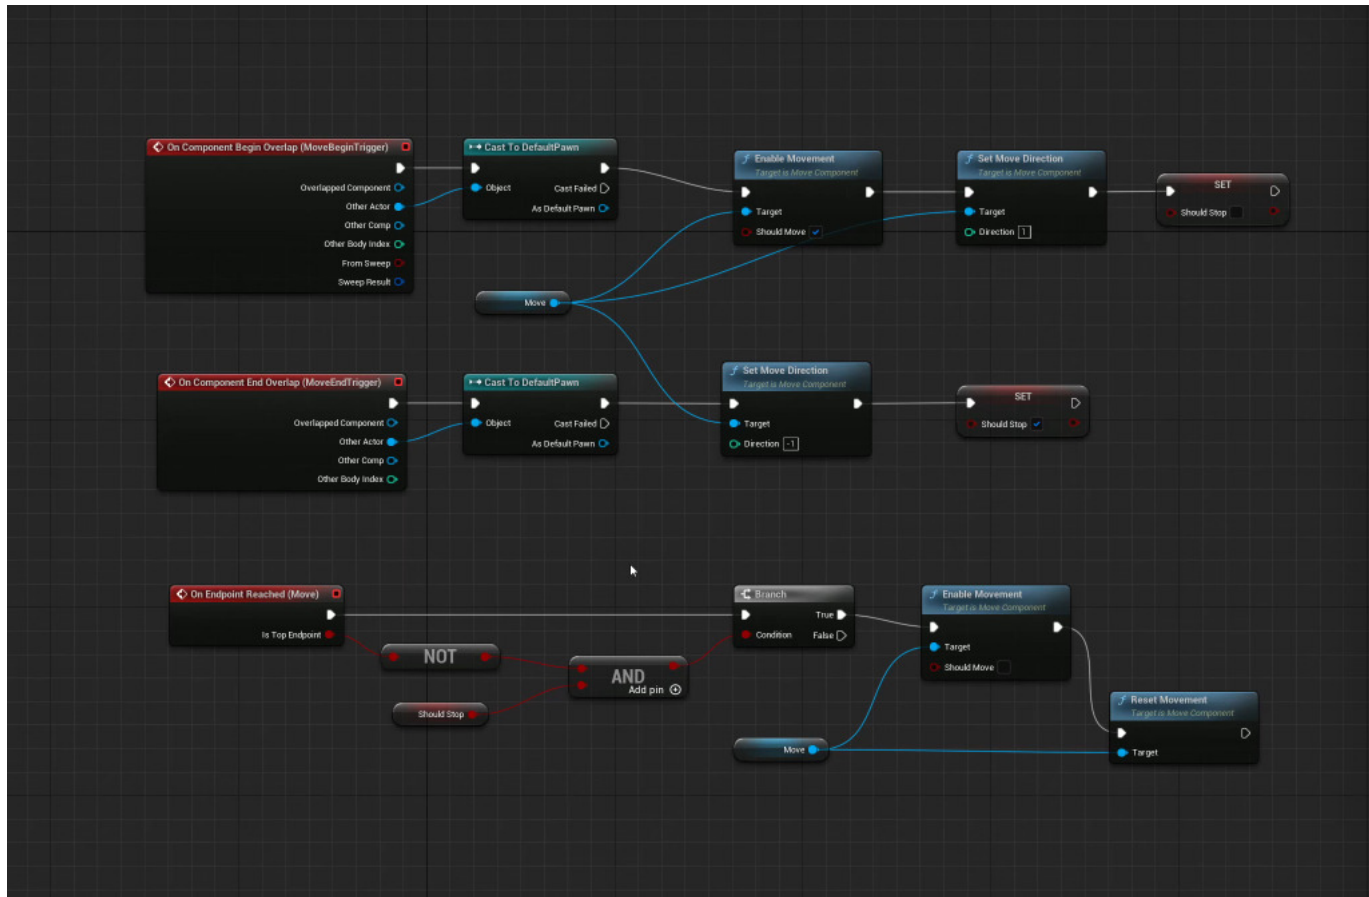 On Component Begin Overlap (MoveBeginTrigger)
Overlapped Component
Other Actor
Other Comp
Other Body Index
From Sweep
Sweep Result
Cast To DefaultPawn
Object
Cast Failed
As Default Pawn
Enable Movement
Target is Move Component
Target
Should Move
Set Move Direction
Target is Move Component
Target
Direction 1
SET
Should Stop
Move
On Component End Overlap (MoveEndTrigger)
Overlapped Component
Other Actor
Other Comp
Other Body Index
Cast To DefaultPawn
Object
Cast Failed
As Default Pawn
Set Move Direction
Target is Move Component
Target
Direction -1
SET
Should Stop
On Endpoint Reached (Move)
Is Top Endpoint
NOT
Should Stop
AND
Add pin
Branch
True
Condition
False
Enable Movement
Target is Move Component
Target
Should Move
Move
Reset Movement
Target is Move Component
Target